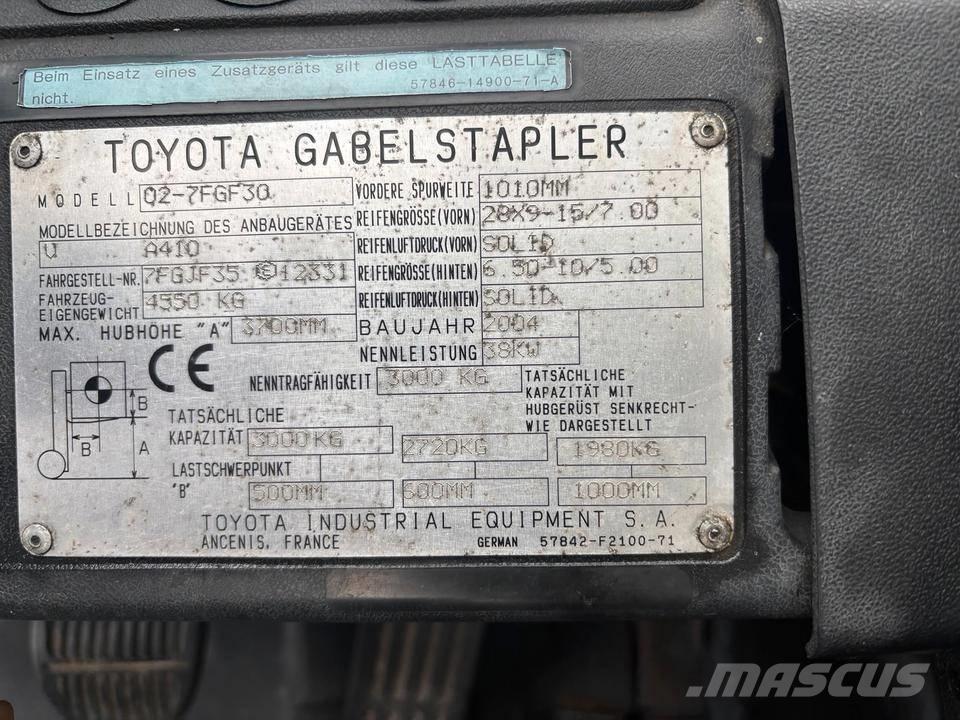 Beim Einsatz eines Zusatzgeräts gilt diese LASTTABELLE
nicht. 57846-14900-71-A
TOYOTA GABELSTAPLER
MODELL 02-7FGF30
MODELLBEZEICHNUNG DES ANBAUGERÄTES
V A410
FAHRGESTELL-NR. 7FGJF35 Ⓔ 12331
FAHRZEUG-
EIGENGEWICHT 4550 KG
MAX. HUBHÖHE "A" 3700MM
VORDERE SPURWEITE 1010MM
REIFENGRÖSSE(VORN) 28X9-15/7.00
REIFENLUFTDRUCK(VORN) SOLID
REIFENGRÖSSE(HINTEN) 6.50-10/5.00
REIFENLUFTDRUCK(HINTEN) SOLID
BAUJAHR 2004
NENNLEISTUNG 38KW
CE
NENNTRAGFÄHIGKEIT 3000 KG
TATSÄCHLICHE
KAPAZITÄT MIT
HUBGERÜST SENKRECHT-
WIE DARGESTELLT
B
B A
TATSÄCHLICHE
KAPAZITÄT 3000KG 2720KG 1980KG
LASTSCHWERPUNKT
"B" 500MM 600MM 1000MM
TOYOTA INDUSTRIAL EQUIPMENT S.A.
ANCENIS, FRANCE GERMAN 57842-F2100-71
MASCUS